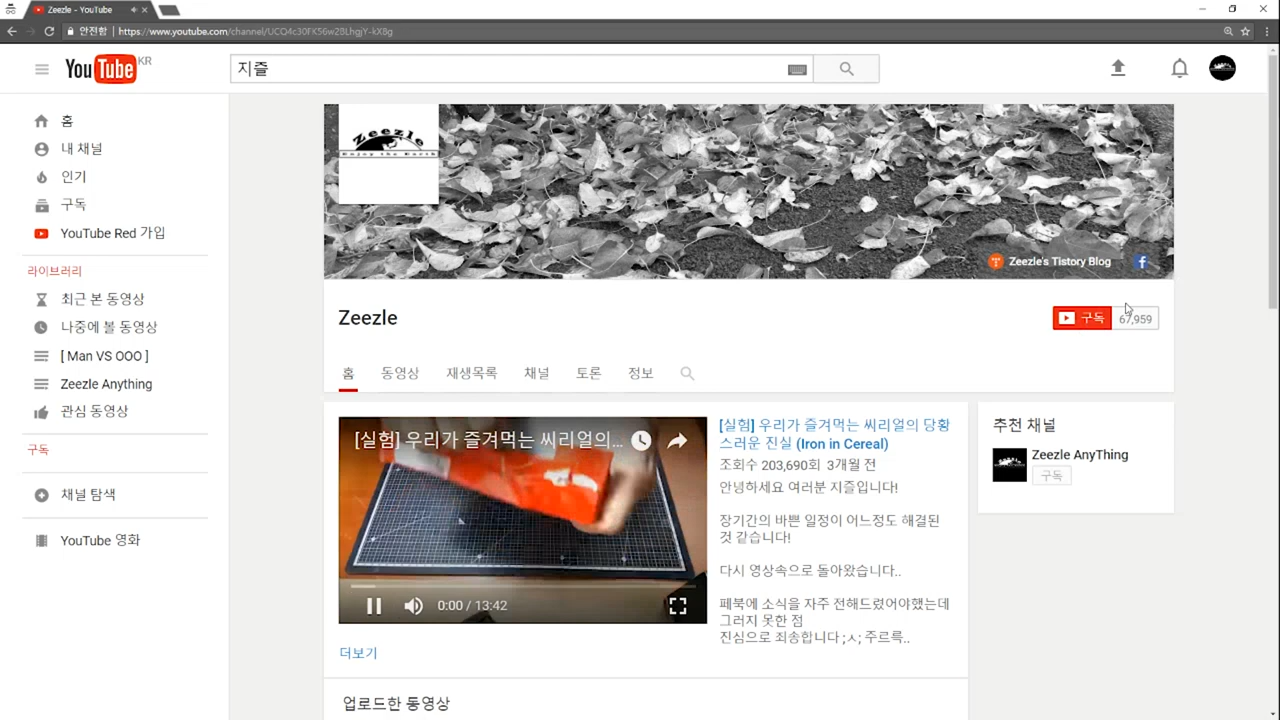 Zeezle - YouTube
안전함 | https://www.youtube.com/channel/UCQ4c30FK56w2BLhgjY-kX8g
YouTube KR
지즐
홈
내 채널
인기
구독
YouTube Red 가입
라이브러리
최근 본 동영상
나중에 볼 동영상
[ Man VS OOO ]
Zeezle Anything
관심 동영상
구독
채널 탐색
YouTube 영화
Zeezle
Enjoy the Earth
Zeezle's Tistory Blog
Zeezle
구독 67,959
홈 동영상 재생목록 채널 토론 정보
[실험] 우리가 즐겨먹는 씨리얼의...
0:00 / 13:42
[실험] 우리가 즐겨먹는 씨리얼의 당황
스러운 진실 (Iron in Cereal)
조회수 203,690회 3개월 전
안녕하세요 여러분 지즐입니다!
장기간의 바쁜 일정이 어느정도 해결된
것 같습니다!
다시 영상속으로 돌아왔습니다..
페북에 소식을 자주 전해드렸어야했는데
그러지 못한 점
진심으로 죄송합니다 ;ㅅ; 주르륵..
더보기
추천 채널
Zeezle AnyThing
구독
업로드한 동영상